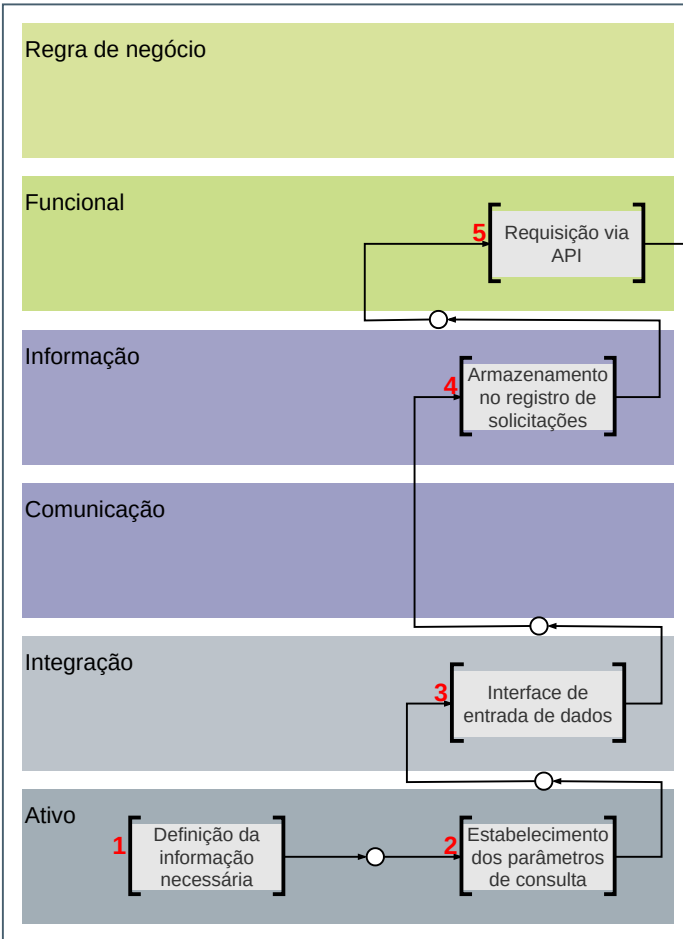 Regra de negócio
Funcional
5
Requisição via
API
Informação
4
Armazenamento
no registro de
solicitações
Comunicação
Integração
3
Interface de
entrada de dados
Ativo
1
Definição da
informação
necessária
2
Estabelecimento
dos parâmetros
de consulta